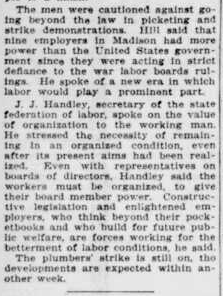 The men were cautioned against go-
ing beyond the law in picketing and
strike demonstrations. Hill said that
nine employers in Madison had more
power than the United States govern-
ment since they were acting in strict
defiance to the war labor boards rul-
ings. He spoke of a new era in which
labor would play a prominent part.
J. J. Handley, secretary of the state
federation of labor, spoke on the value
of organization to the working man.
He stressed the necessity of remain-
ing in an organized condition, even
after its present aims had been real-
ized. Even with representatives on
boards of directors, Handley said the
workers must be organized, to give
their board member power. Construc-
tive legislation and enlightened em-
ployers, who think beyond their pock-
etbooks and who build for future pub-
lic welfare, are forces working for the
betterment of labor conditions, he said.
The plumbers' strike is still on, tho
developments are expected within an-
other week.